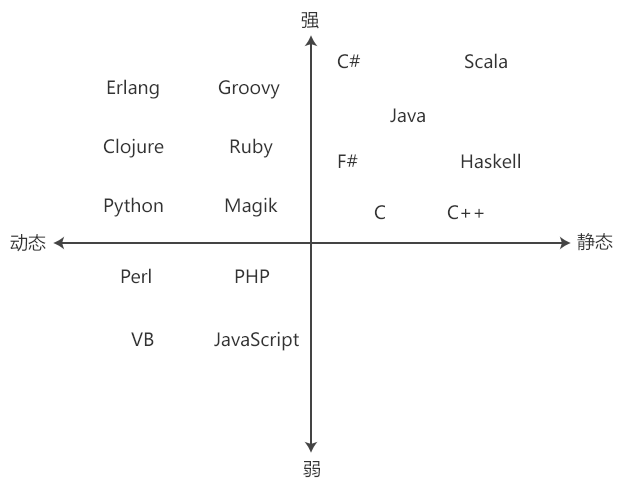 强
C# Scala
Erlang Groovy
Java
Clojure Ruby
F# Haskell
Python Magik
C C++
动态 静态
Perl PHP
VB JavaScript
弱